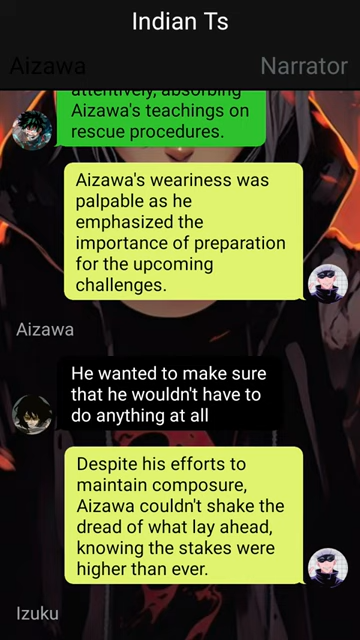 Indian Ts
Aizawa
Narrator
attentively, absorbing
Aizawa's teachings on
rescue procedures.
Aizawa's weariness was
palpable as he
emphasized the
importance of preparation
for the upcoming
challenges.
Aizawa
He wanted to make sure
that he wouldn't have to
do anything at all
Despite his efforts to
maintain composure,
Aizawa couldn't shake the
dread of what lay ahead,
knowing the stakes were
higher than ever.
Izuku